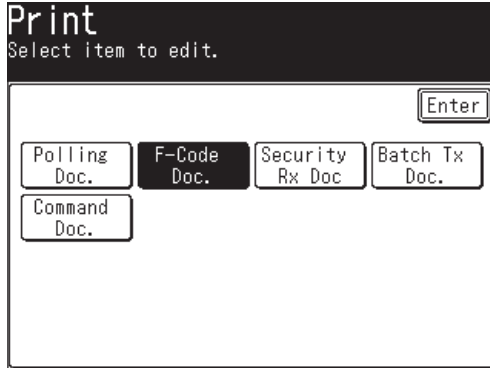 Print
Select item to edit.
Enter
Polling Doc.
F-Code Doc.
Security Rx Doc
Batch Tx Doc.
Command Doc.